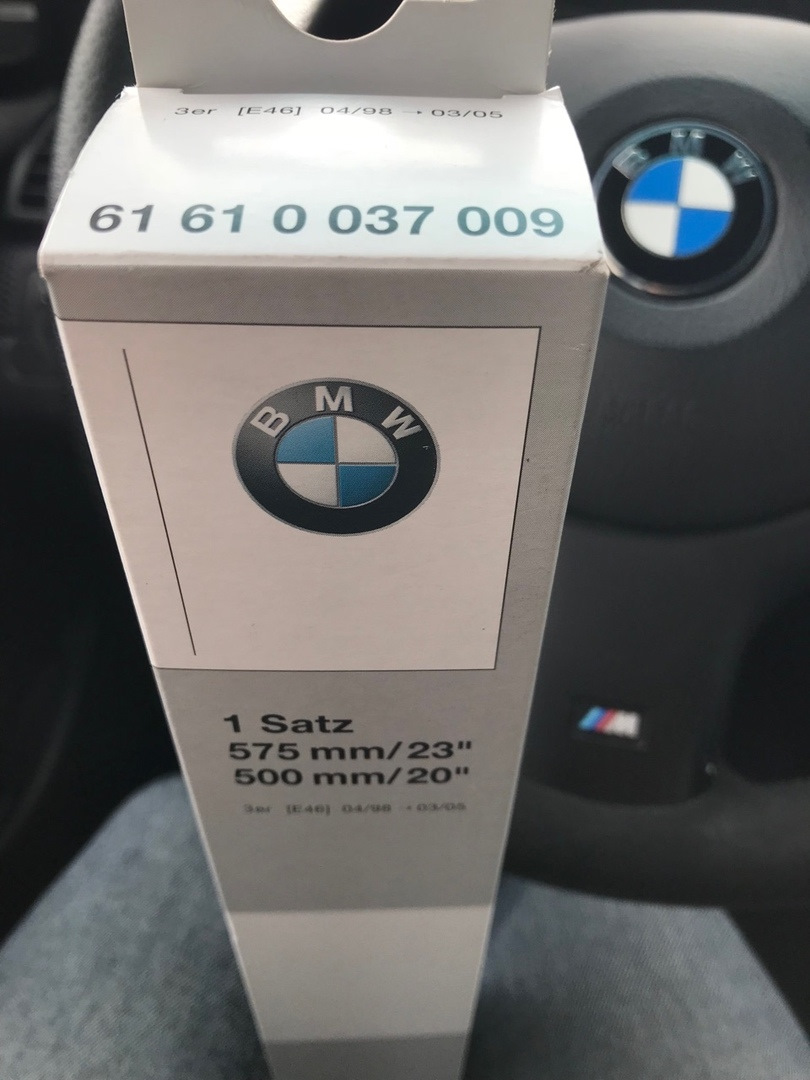 3er [E46] 04/98 → 03/05
61 61 0 037 009
BMW
BMW
M
1 Satz
575 mm/23"
500 mm/20"
3er [E46] 04/98 → 03/05